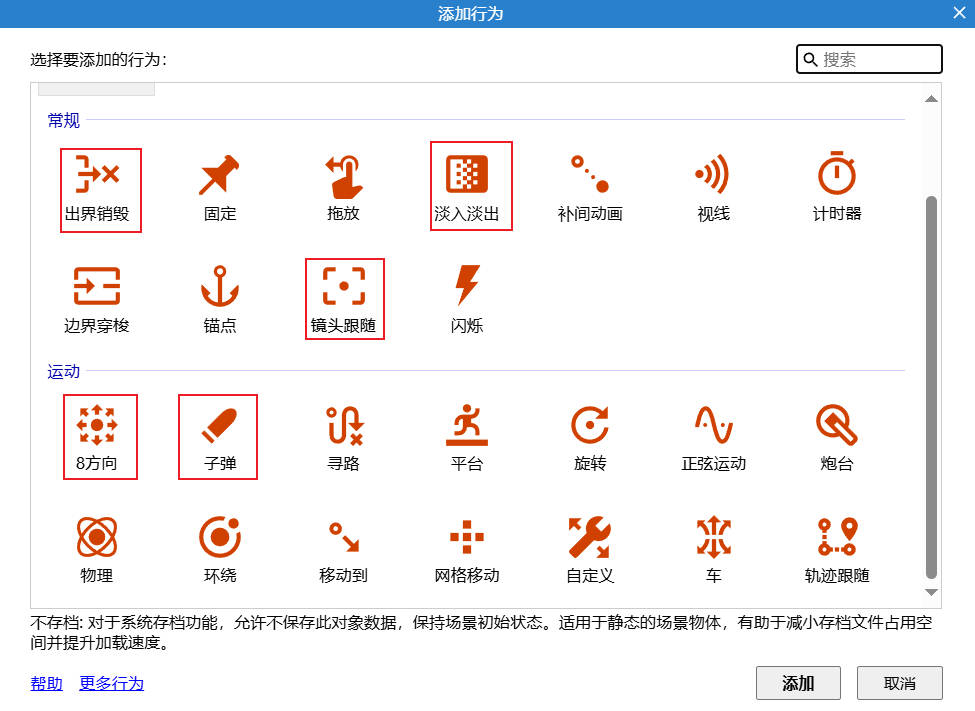 添加行为
选择要添加的行为：
搜索
常规
出界销毁 固定 拖放 淡入淡出 补间动画 视线 计时器
边界穿梭 锚点 镜头跟随 闪烁
运动
8方向 子弹 寻路 平台 旋转 正弦运动 炮台
物理 环绕 移动到 网格移动 自定义 车 轨迹跟随
不存档: 对于系统存档功能，允许不保存此对象数据，保持场景初始状态。适用于静态的场景物体，有助于减小存档文件占用空
间并提升加载速度。
帮助 更多行为 添加 取消